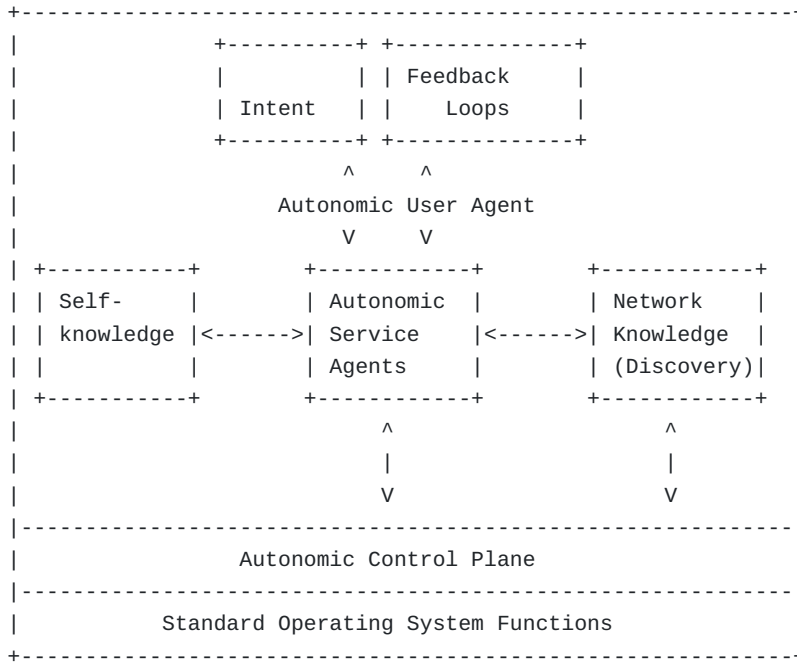 +------------------------------------------------------------
|               +----------+ +--------------+
|               |          | | Feedback     |
|               | Intent   | |    Loops     |
|               +----------+ +--------------+
|                         ^     ^
|                    Autonomic User Agent
|                         V     V
| +-----------+        +------------+        +------------+
| | Self-     |        | Autonomic  |        | Network    |
| | knowledge |<------>| Service    |<------>| Knowledge  |
| |           |        | Agents     |        | (Discovery)|
| +-----------+        +------------+        +------------+
|                            ^                     ^
|                            |                     |
|                            V                     V
|------------------------------------------------------------
|                 Autonomic Control Plane
|------------------------------------------------------------
|           Standard Operating System Functions
+------------------------------------------------------------